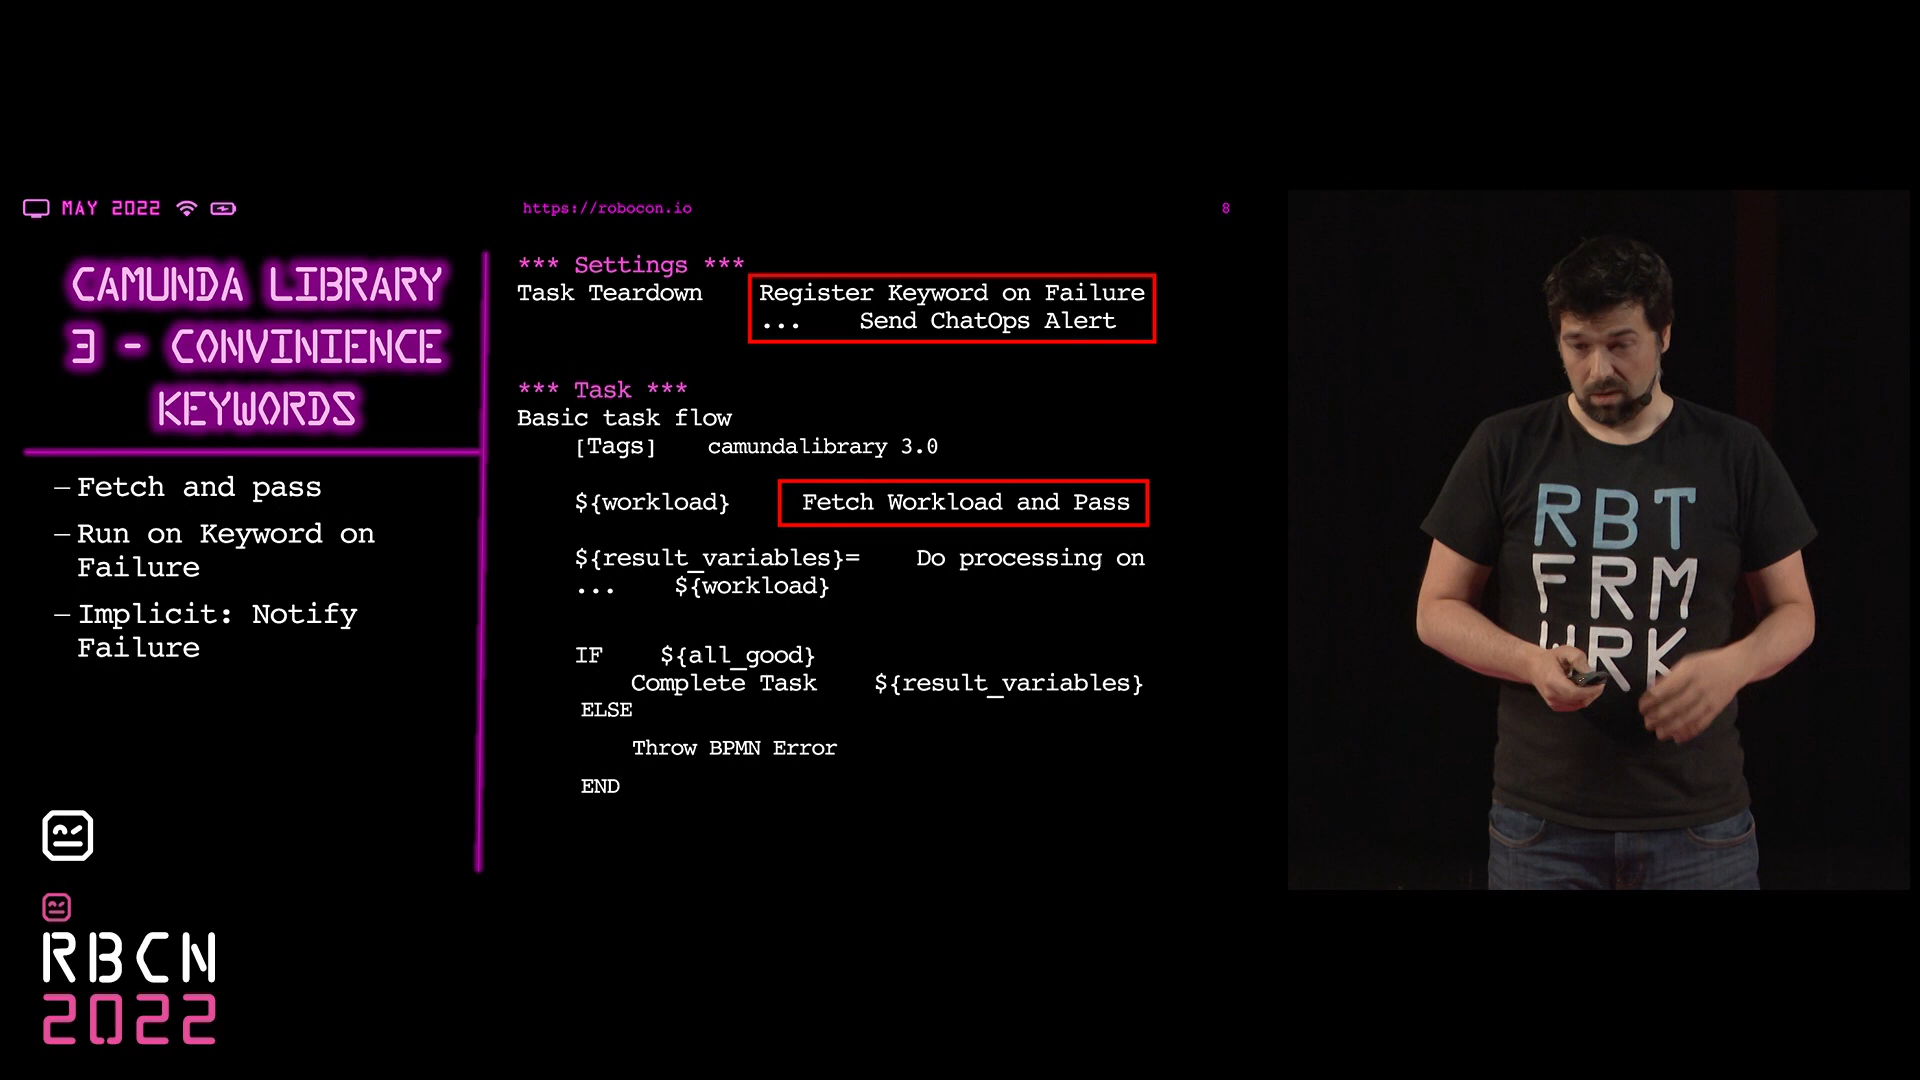 MAY 2022
https://robocon.io
8
CAMUNDA LIBRARY
3 - CONVINIENCE
KEYWORDS
– Fetch and pass
– Run on Keyword on
Failure
– Implicit: Notify
Failure
*** Settings ***
Task Teardown    Register Keyword on Failure
...    Send ChatOps Alert
*** Task ***
Basic task flow
[Tags]    camundalibrary 3.0
${workload}    Fetch Workload and Pass
${result_variables}=    Do processing on
...    ${workload}
IF    ${all_good}
Complete Task    ${result_variables}
ELSE
Throw BPMN Error
END
RBCN
2022
RBT
FRM
WRK